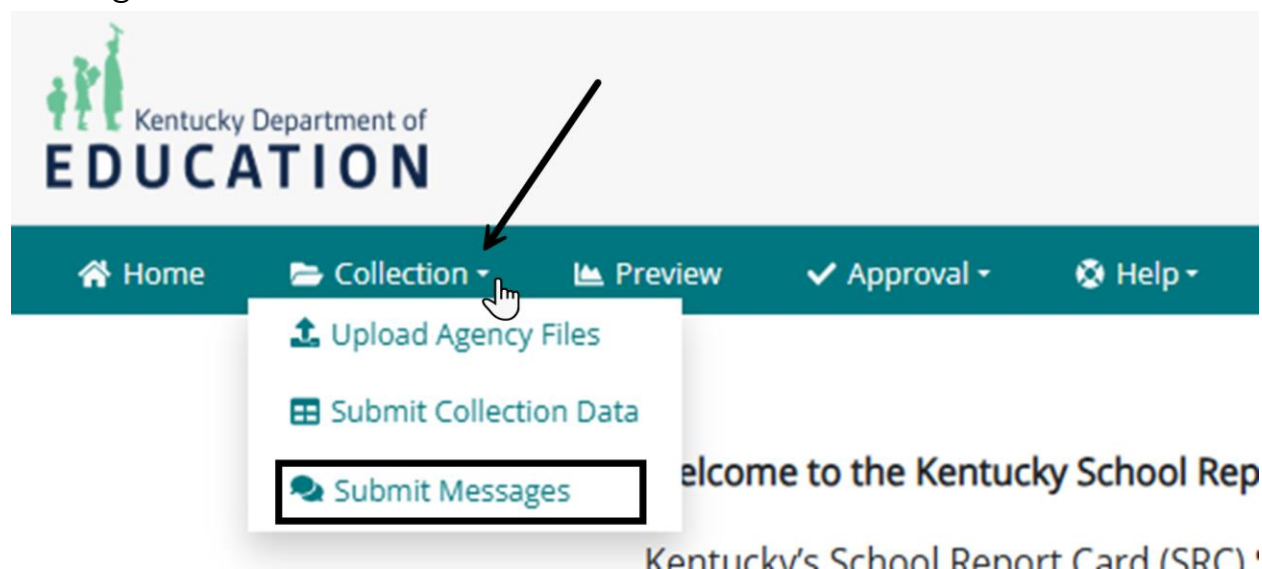 Kentucky Department of
EDUCATION
Home Collection Preview Approval Help
Upload Agency Files
Submit Collection Data
Submit Messages
elcome to the Kentucky School Rep
Kentucky's School Report Card (SRC)